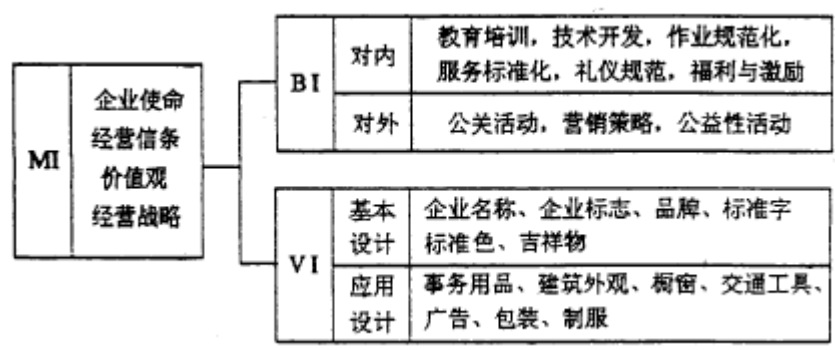 MI
企业使命
经营信条
价值观
经营战略
BI
对内
教育培训，技术开发，作业规范化，
服务标准化，礼仪规范，福利与激励
对外
公关活动，营销策略，公益性活动
VI
基本
设计
企业名称、企业标志、品牌、标准字
标准色、吉祥物
应用
设计
事务用品、建筑外观、橱窗、交通工具、
广告、包装、制服